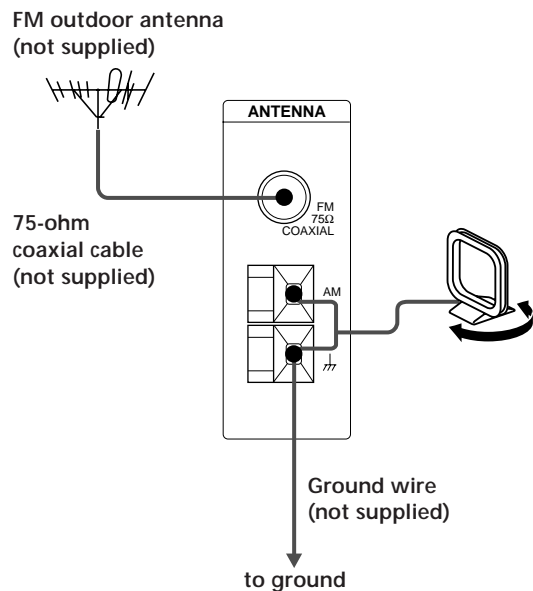 FM outdoor antenna
(not supplied)
ANTENNA
FM
75Ω
COAXIAL
75-ohm
coaxial cable
(not supplied)
AM
Ground wire
(not supplied)
to ground